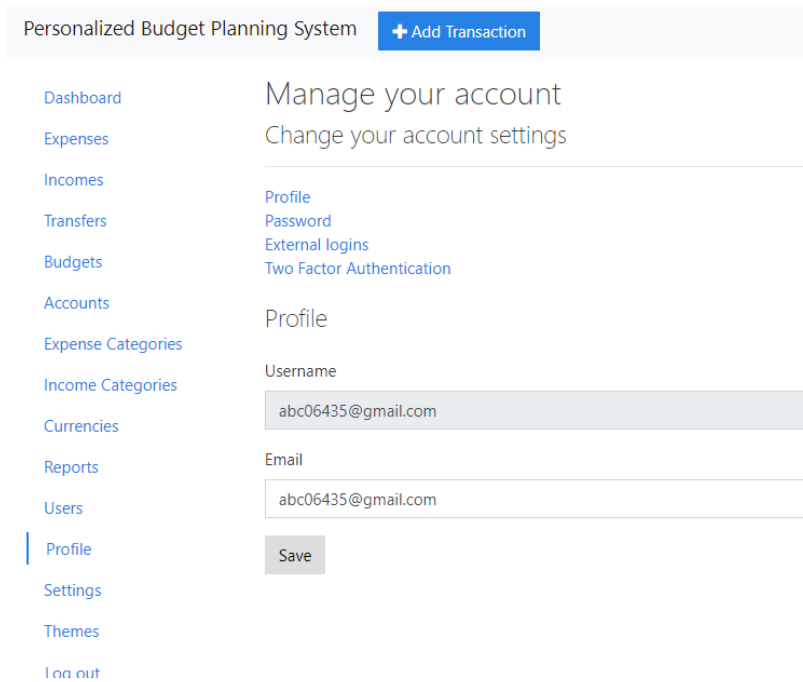 Personalized Budget Planning System
+ Add Transaction
Dashboard
Expenses
Incomes
Transfers
Budgets
Accounts
Expense Categories
Income Categories
Currencies
Reports
Users
Profile
Settings
Themes
Log out
Manage your account
Change your account settings
Profile
Password
External logins
Two Factor Authentication
Profile
Username
abc06435@gmail.com
Email
abc06435@gmail.com
Save